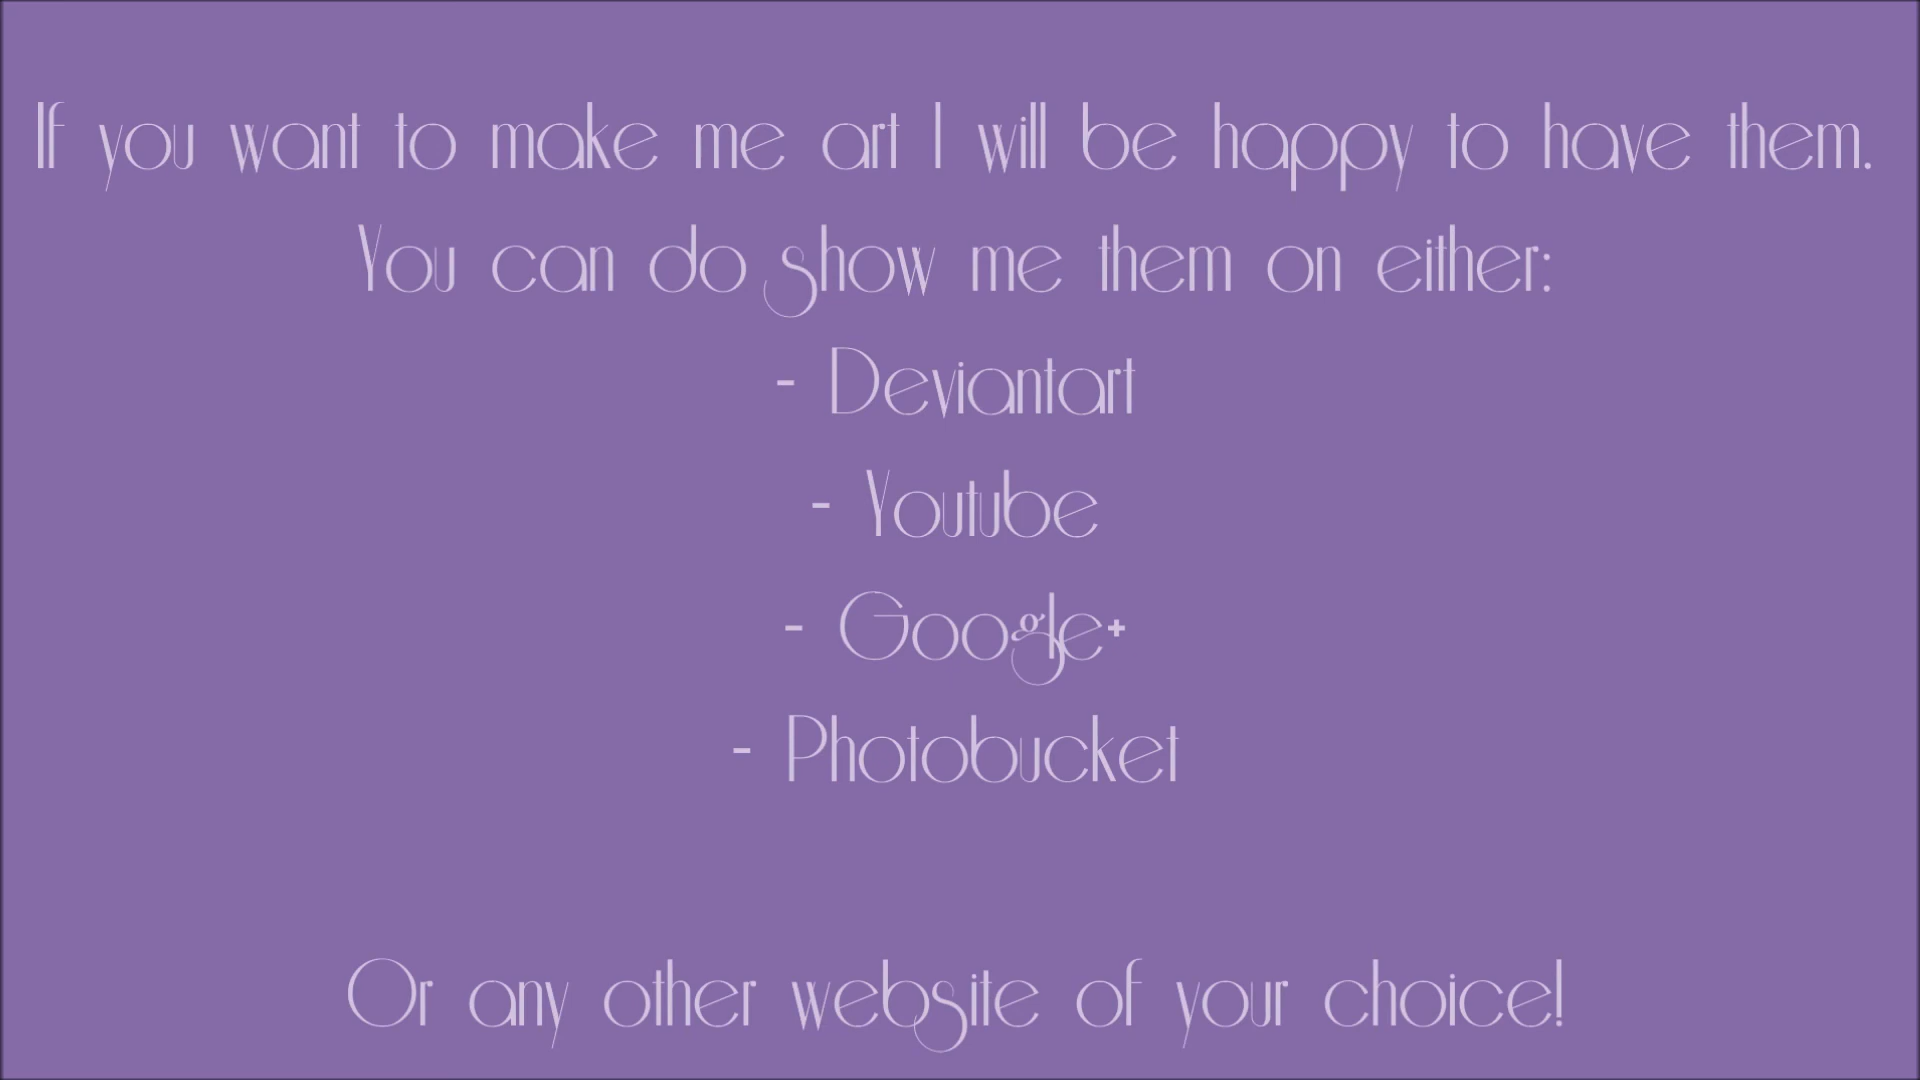 If you want to make me art I will be happy to have them.
You can do show me them on either:
- Deviantart
- Youtube
- Google+
- Photobucket
Or any other website of your choice!